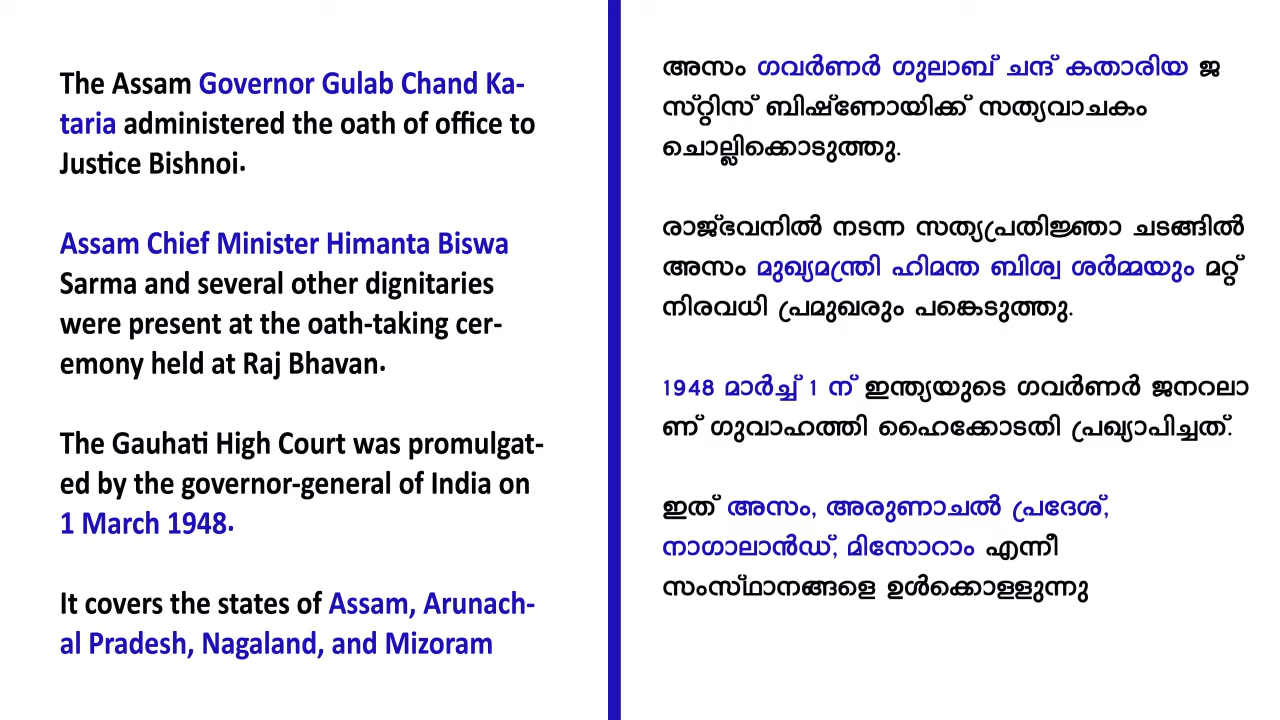 The Assam Governor Gulab Chand Ka-
taria administered the oath of office to
Justice Bishnoi.
Assam Chief Minister Himanta Biswa
Sarma and several other dignitaries
were present at the oath-taking cer-
emony held at Raj Bhavan.
The Gauhati High Court was promulgat-
ed by the governor-general of India on
1 March 1948.
It covers the states of Assam, Arunach-
al Pradesh, Nagaland, and Mizoram
അസം ഗവർണർ ഗുലാബ് ചന്ദ് കതാരിയ ജ
സ്റ്റിസ് ബിഷ്ണോയിക്ക് സത്യവാചകം
ചൊല്ലിക്കൊടുത്തു.
രാജ്ഭവനിൽ നടന്ന സത്യപ്രതിജ്ഞാ ചടങ്ങിൽ
അസം മുഖ്യമന്ത്രി ഹിമന്ത ബിശ്വ ശർമ്മയും മറ്റ്
നിരവധി പ്രമുഖരും പങ്കെടുത്തു.
1948 മാർച്ച് 1 ന് ഇന്ത്യയുടെ ഗവർണർ ജനറലാ
ണ് ഗുവാഹത്തി ഹൈക്കോടതി പ്രഖ്യാപിച്ചത്.
ഇത് അസം, അരുണാചൽ പ്രദേശ്,
നാഗാലാൻഡ്, മിസോറാം എന്നീ
സംസ്ഥാനങ്ങളെ ഉൾക്കൊളളുന്നു